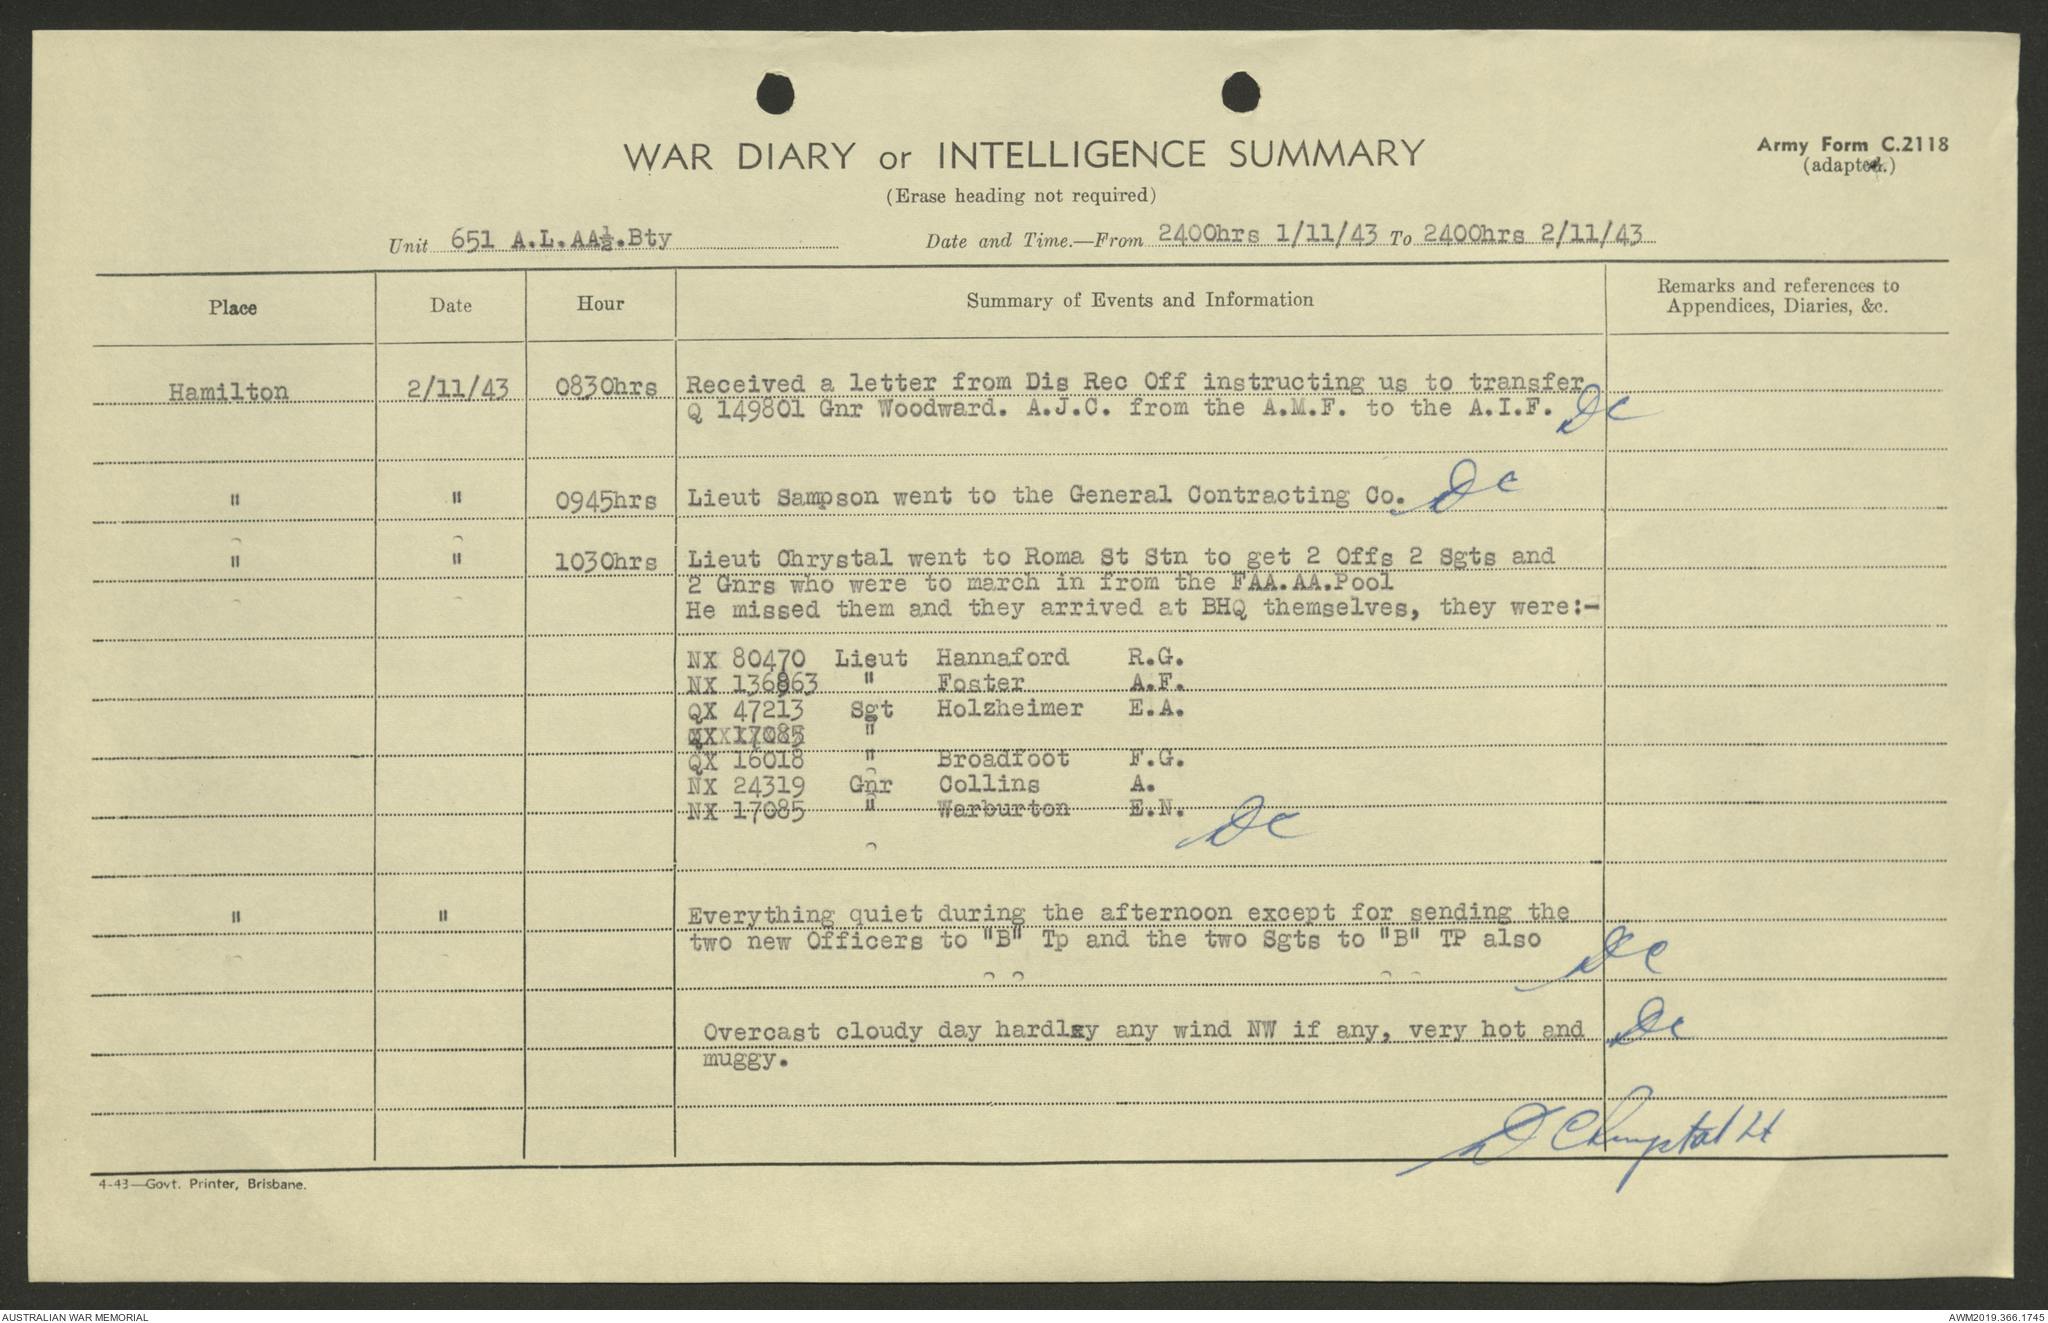 WAR DIARY or INTELLIGENCE SUMMARY
Army Form C.2118
(adapted.)
(Erase heading not required)
Unit 651 A.L.AA½.Bty Date and Time.—From 2400hrs 1/11/43 To 2400hrs 2/11/43
Place Date Hour Summary of Events and Information Remarks and references to
Appendices, Diaries, &c.
Hamilton 2/11/43 0830hrs Received a letter from Dis Rec Off instructing us to transfer
Q 149801 Gnr Woodward. A.J.C. from the A.M.F. to the A.I.F. DC
" " 0945hrs Lieut Sampson went to the General Contracting Co. DC
" " 1030hrs Lieut Chrystal went to Roma St Stn to get 2 Offs 2 Sgts and
2 Gnrs who were to march in from the FAA.AA.Pool
He missed them and they arrived at BHQ themselves, they were:-
NX 80470 Lieut Hannaford R.G.
NX 136963 " Foster A.F.
QX 47213 Sgt Holzheimer E.A.
17085 "
QX 16018 " Broadfoot F.G.
NX 24319 Gnr Collins A.
NX 17085 " Warburton E.N.
DC
" " Everything quiet during the afternoon except for sending the
two new Officers to "B" Tp and the two Sgts to "B" TP also DC
Overcast cloudy day hardly any wind NW if any, very hot and DC
muggy.
D Chrystal Lt
4-43—Govt. Printer, Brisbane.
AUSTRALIAN WAR MEMORIAL AWM2019.366.1745